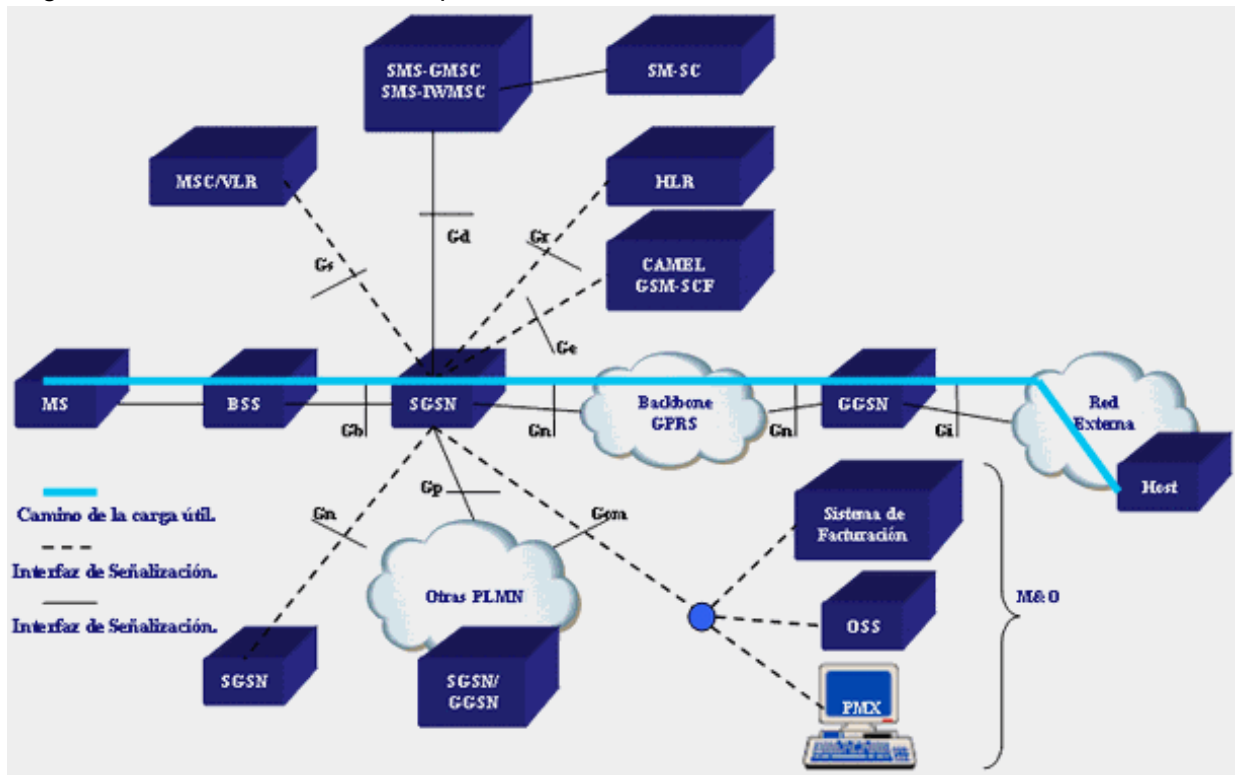 SMS-GMSC
SMS-IWMSC
SM-SC
MSC/VLR
HLR
Gd
Gr
Gs
CAMEL
GSM-SCF
Ge
MS
BSS
SGSN
Backbone
GPRS
GGSN
Red
Externa
Gb
Gn
Gn
Gi
Host
Gp
Camino de la carga útil.
Gn
Gom
Sistema de
Facturación
Interfaz de Señalización.
Otras PLMN
M&O
Interfaz de Señalización.
OSS
SGSN
SGSN/
GGSN
PMX